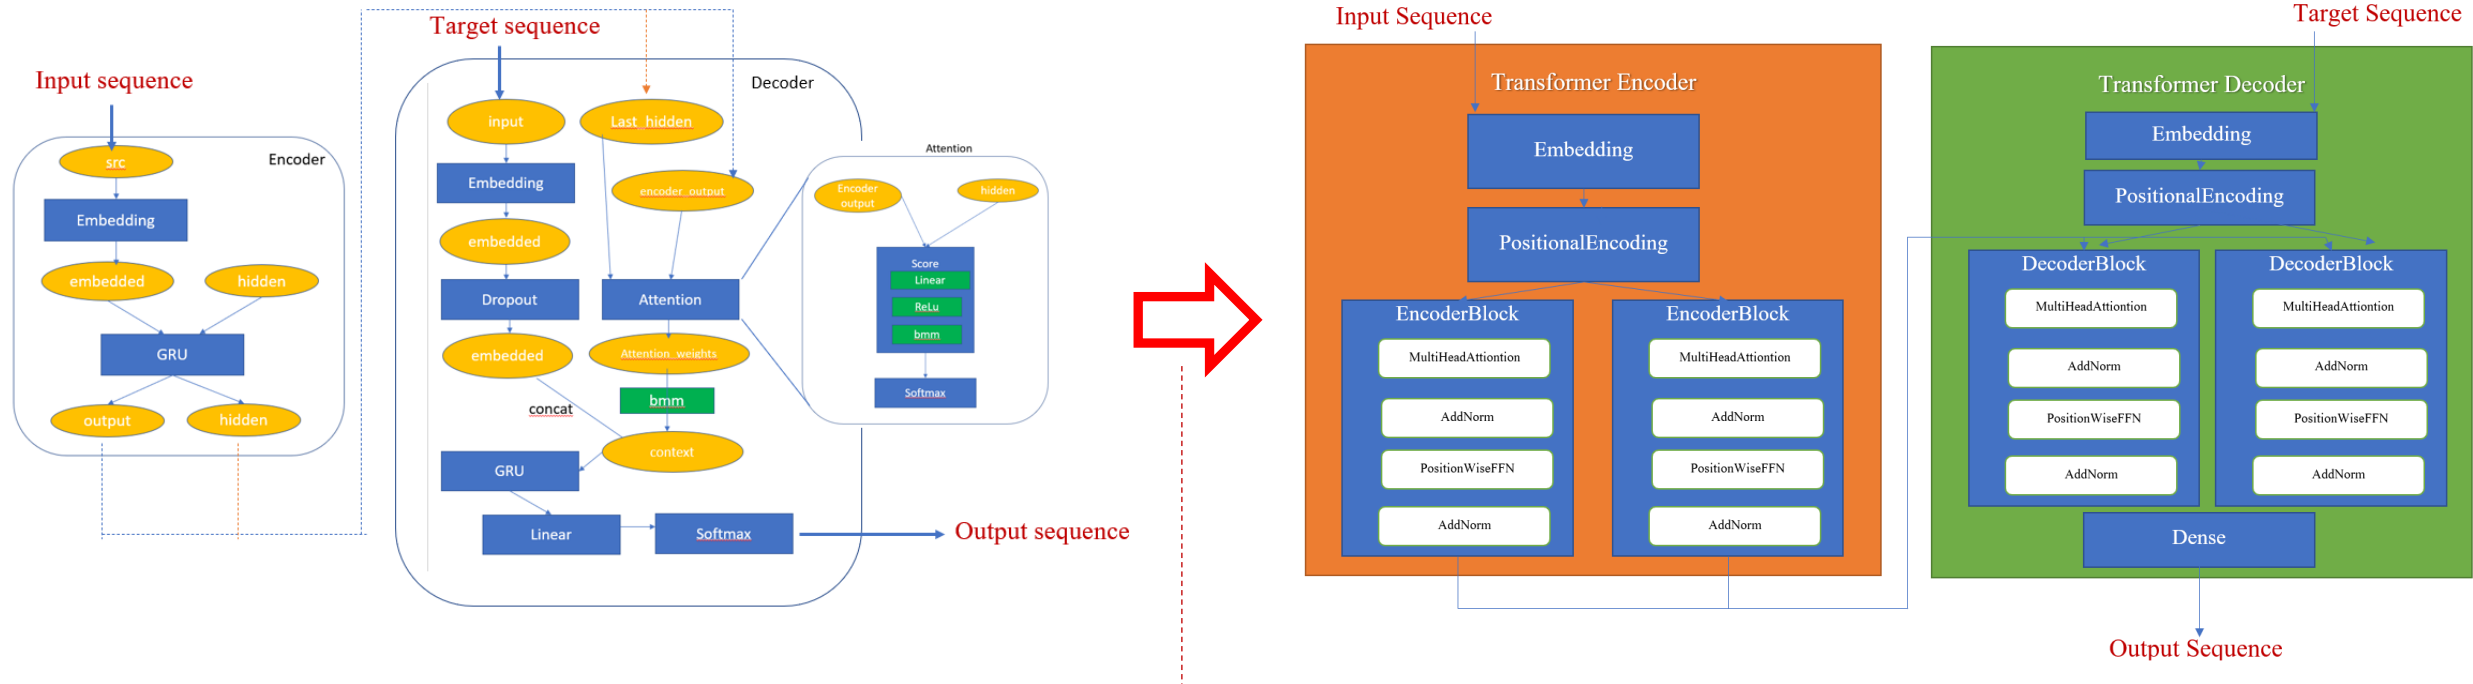 Input sequence
Encoder
src
Embedding
embedded
hidden
GRU
output
hidden
Target sequence
Decoder
input
Last_hidden
Embedding
encoder_output
embedded
Dropout
Attention
embedded
Attention_weights
concat
bmm
context
GRU
Linear
Softmax
Output sequence
Attention
Encoder
output
hidden
Score
Linear
ReLu
bmm
Softmax
Input Sequence
Transformer Encoder
Embedding
PositionalEncoding
EncoderBlock
MultiHeadAttiontion
AddNorm
PositionWiseFFN
AddNorm
EncoderBlock
MultiHeadAttiontion
AddNorm
PositionWiseFFN
AddNorm
Target Sequence
Transformer Decoder
Embedding
PositionalEncoding
DecoderBlock
MultiHeadAttiontion
AddNorm
PositionWiseFFN
AddNorm
DecoderBlock
MultiHeadAttiontion
AddNorm
PositionWiseFFN
AddNorm
Dense
Output Sequence